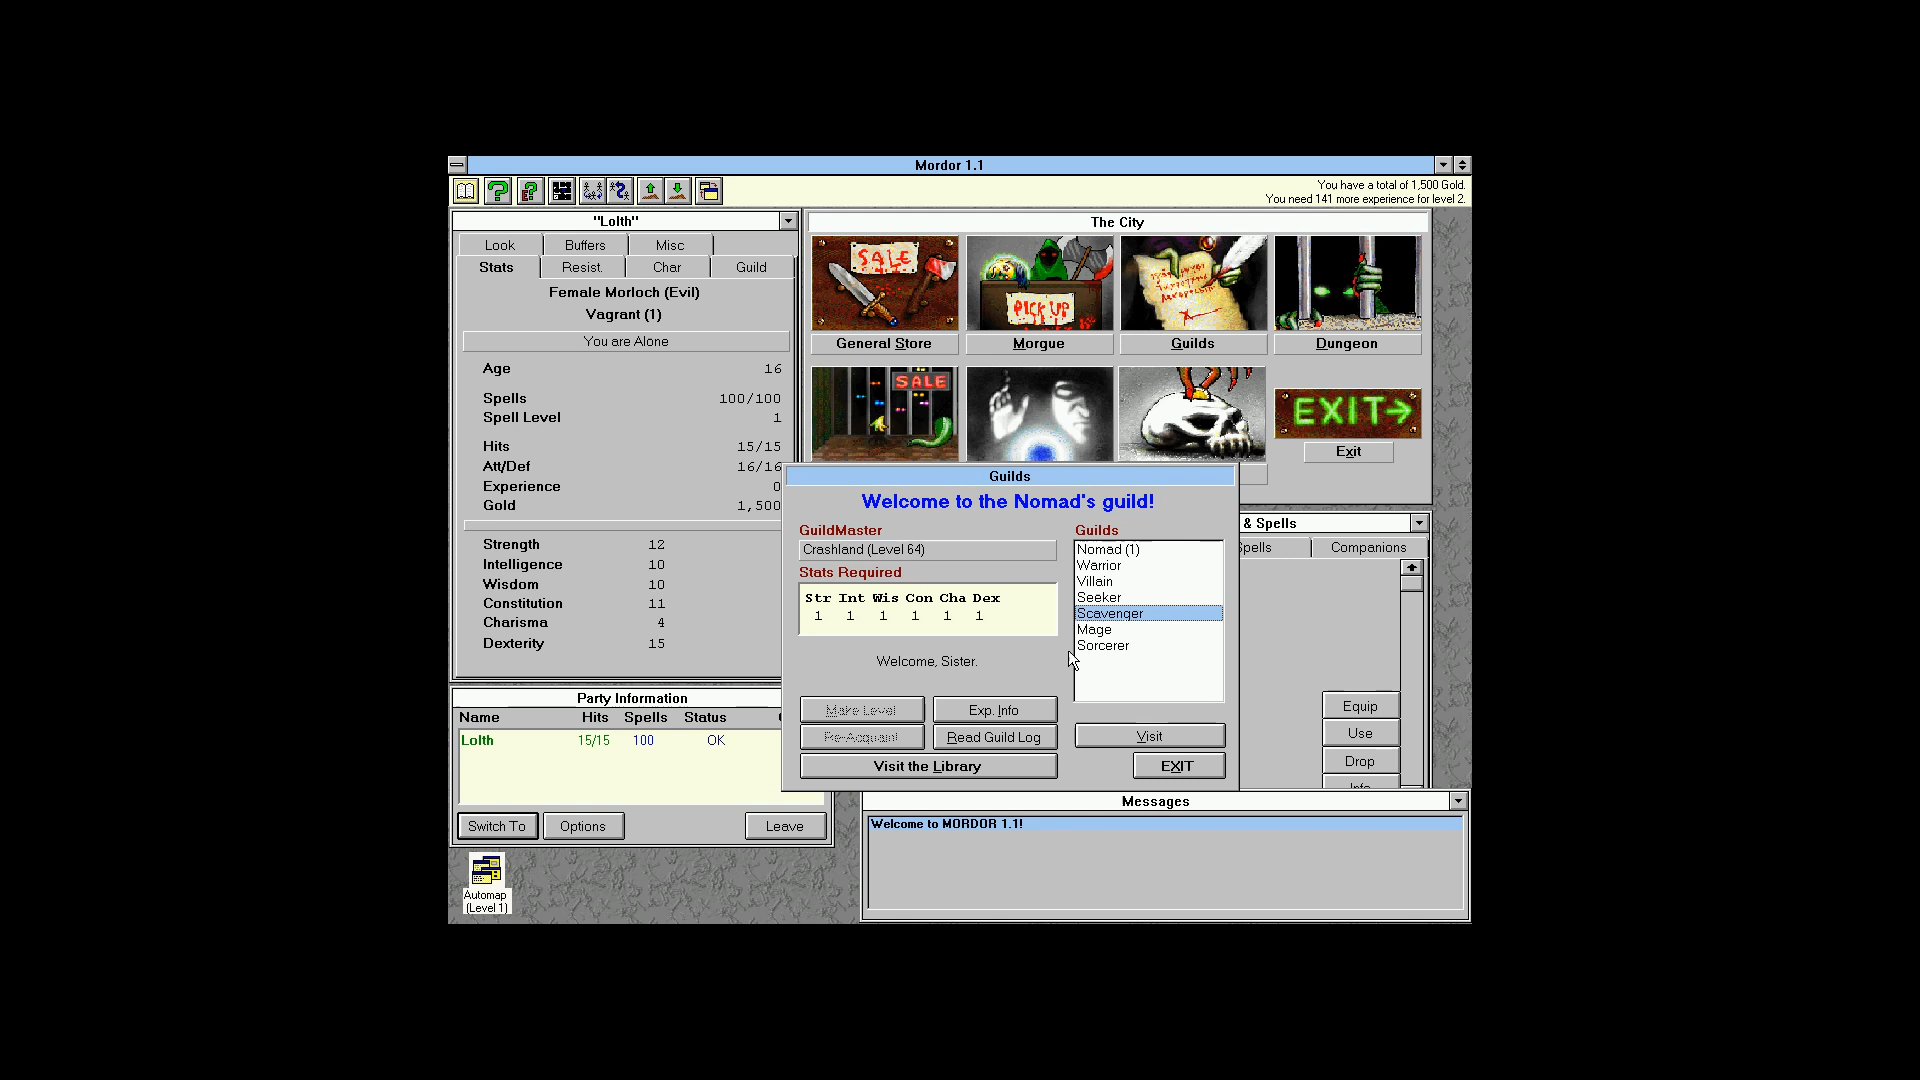 Mordor 1.1
You have a total of 1,500 Gold.
You need 141 more experience for level 2.
"Lolth"
Look Buffers Misc
Stats Resist. Char Guild
Female Morloch (Evil)
Vagrant (1)
You are Alone
Age 16
Spells 100/100
Spell Level 1
Hits 15/15
Att/Def 16/16
Experience 0
Gold 1,500
Strength 12
Intelligence 10
Wisdom 10
Constitution 11
Charisma 4
Dexterity 15
The City
SALE
PICK UP
General Store Morgue Guilds Dungeon
SALE
EXIT→
Exit
Guilds
Welcome to the Nomad's guild!
GuildMaster
Crashland (Level 64)
Stats Required
Str Int Wis Con Cha Dex
1 1 1 1 1 1
Welcome, Sister.
Make Level Exp. Info
Re-Acquaint Read Guild Log
Visit the Library
Guilds
Nomad (1)
Warrior
Villain
Seeker
Scavenger
Mage
Sorcerer
Visit
EXIT
& Spells
Spells Companions
Equip
Use
Drop
Info
Party Information
Name Hits Spells Status
Lolth 15/15 100 OK
Switch To Options Leave
Messages
Welcome to MORDOR 1.1!
Automap
(Level 1)